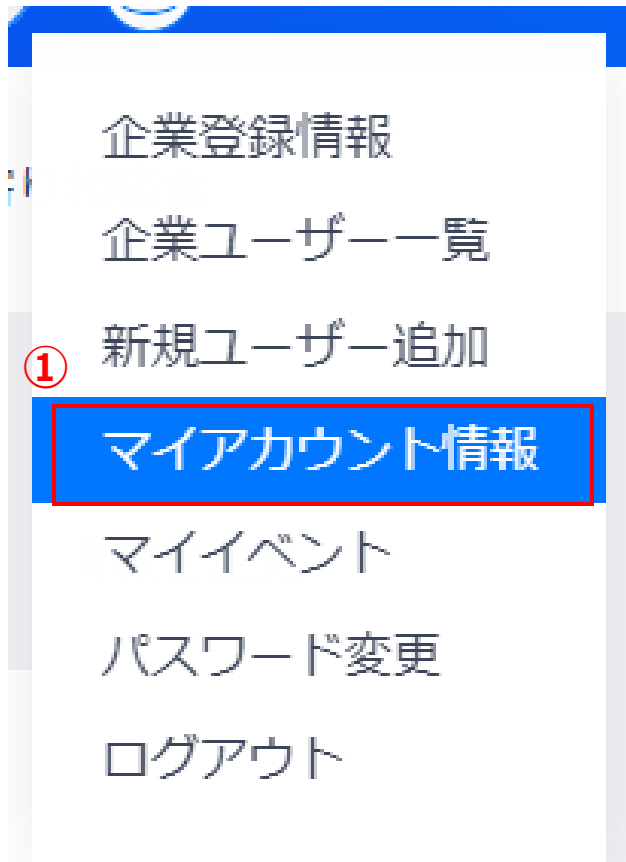 企業登録情報
企業ユーザー一覧
新規ユーザー追加
①
マイアカウント情報
マイイベント
パスワード変更
ログアウト